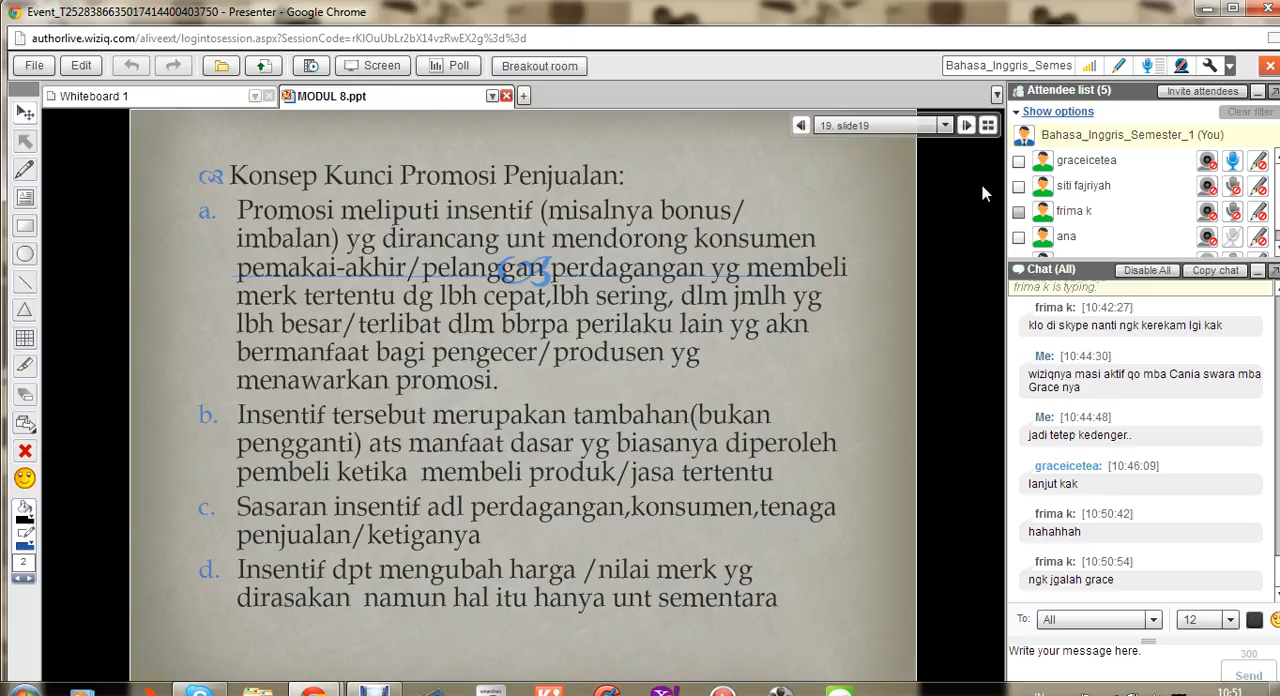 Event_T2528386635017414400403750 - Presenter - Google Chrome
authorlive.wiziq.com/aliveext/logintosession.aspx?SessionCode=rKIOuUbLr2bX14vzRwEX2g%3d%3d
File Edit Screen Poll Breakout room Bahasa_Inggris_Semes
Whiteboard 1 MODUL 8.ppt
19. slide19
Konsep Kunci Promosi Penjualan:
a. Promosi meliputi insentif (misalnya bonus/
imbalan) yg dirancang unt mendorong konsumen
pemakai-akhir/pelanggan perdagangan yg membeli
merk tertentu dg lbh cepat,lbh sering, dlm jmlh yg
lbh besar/terlibat dlm bbrpa perilaku lain yg akn
bermanfaat bagi pengecer/produsen yg
menawarkan promosi.
b. Insentif tersebut merupakan tambahan(bukan
pengganti) ats manfaat dasar yg biasanya diperoleh
pembeli ketika membeli produk/jasa tertentu
c. Sasaran insentif adl perdagangan,konsumen,tenaga
penjualan/ketiganya
d. Insentif dpt mengubah harga /nilai merk yg
dirasakan namun hal itu hanya unt sementara
2
Attendee list (5) Invite attendees
Show options Clear filter
Bahasa_Inggris_Semester_1 (You)
graceicetea
siti fajriyah
frima k
ana
Chat (All) Disable All Copy chat
frima k is typing.
frima k: [10:42:27]
klo di skype nanti ngk kerekam lgi kak
Me: [10:44:30]
wiziqnya masi aktif qo mba Cania swara mba
Grace nya
Me: [10:44:48]
jadi tetep kedenger..
graceicetea: [10:46:09]
lanjut kak
frima k: [10:50:42]
hahahhah
frima k: [10:50:54]
ngk jgalah grace
To: All 12
Write your message here.
300
Send
10:51